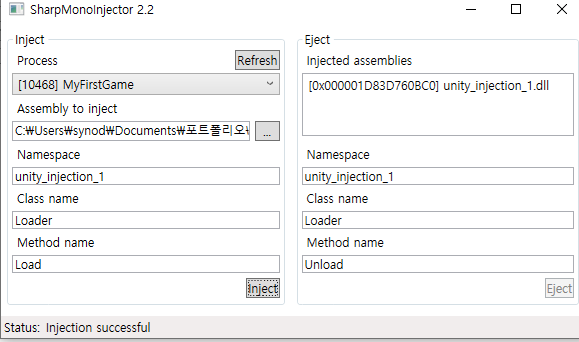 SharpMonoInjector 2.2
Inject
Process
Refresh
[10468] MyFirstGame
Assembly to inject
C:₩Users₩synod₩Documents₩포트폴리오₩
...
Namespace
unity_injection_1
Class name
Loader
Method name
Load
Inject
Eject
Injected assemblies
[0x000001D83D760BC0] unity_injection_1.dll
Namespace
unity_injection_1
Class name
Loader
Method name
Unload
Eject
Status: Injection successful